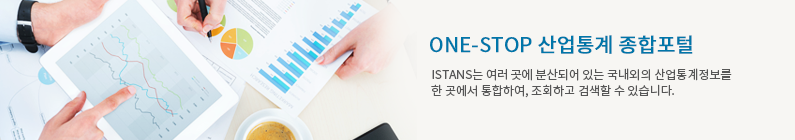 ONE-STOP 산업통계 종합포털
ISTANS는 여러 곳에 분산되어 있는 국내외의 산업통계정보를
한 곳에서 통합하여, 조회하고 검색할 수 있습니다.